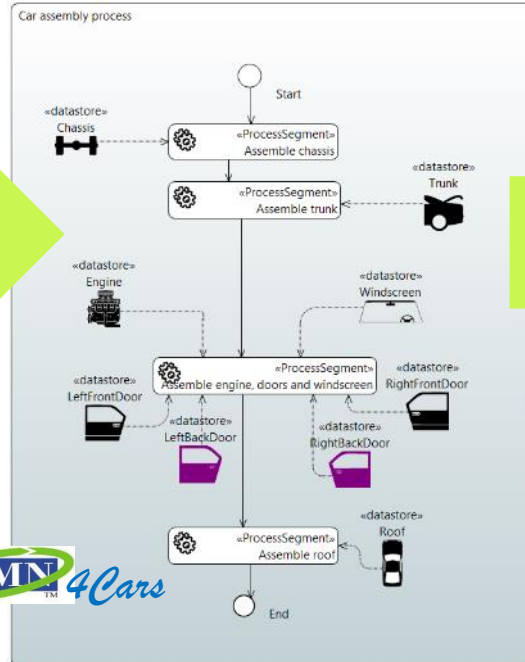 Car assembly process
Start
«datastore»
Chassis
«ProcessSegment»
Assemble chassis
«datastore»
Trunk
«ProcessSegment»
Assemble trunk
«datastore»
Engine
«datastore»
Windscreen
«ProcessSegment»
Assemble engine, doors and windscreen
«datastore»
LeftFrontDoor
«datastore»
RightFrontDoor
«datastore»
LeftBackDoor
«datastore»
RightBackDoor
«ProcessSegment»
Assemble roof
«datastore»
Roof
MN 4Cars
TM
End